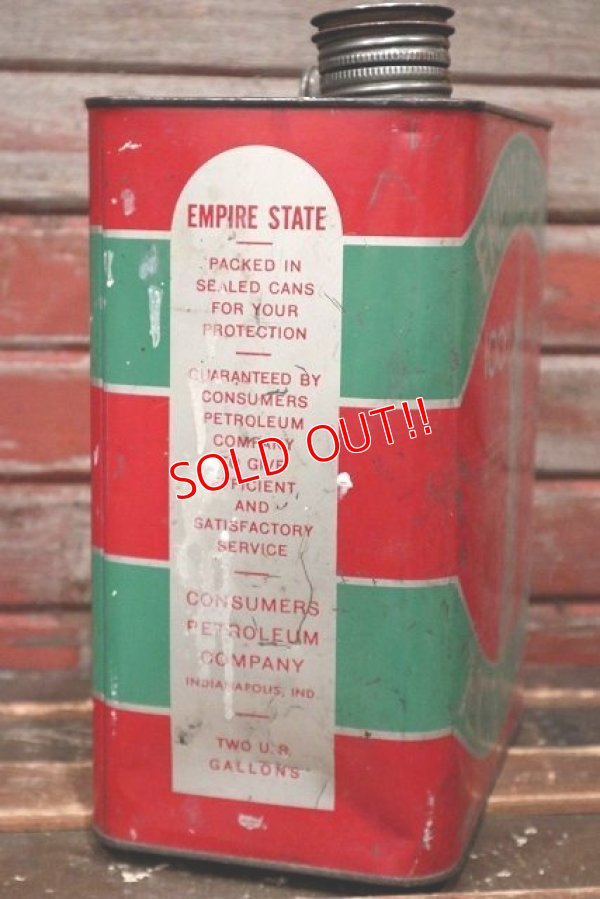 EMPIRE STATE
PACKED IN
SEALED CANS
FOR YOUR
PROTECTION
GUARANTEED BY
CONSUMERS
PETROLEUM
COMPANY
GIVE
AND
SATISFACTORY
SERVICE
CONSUMERS
PETROLEUM
COMPANY
INDIANAPOLIS, IND.
TWO U.S.
GALLONS
SOLD OUT!!